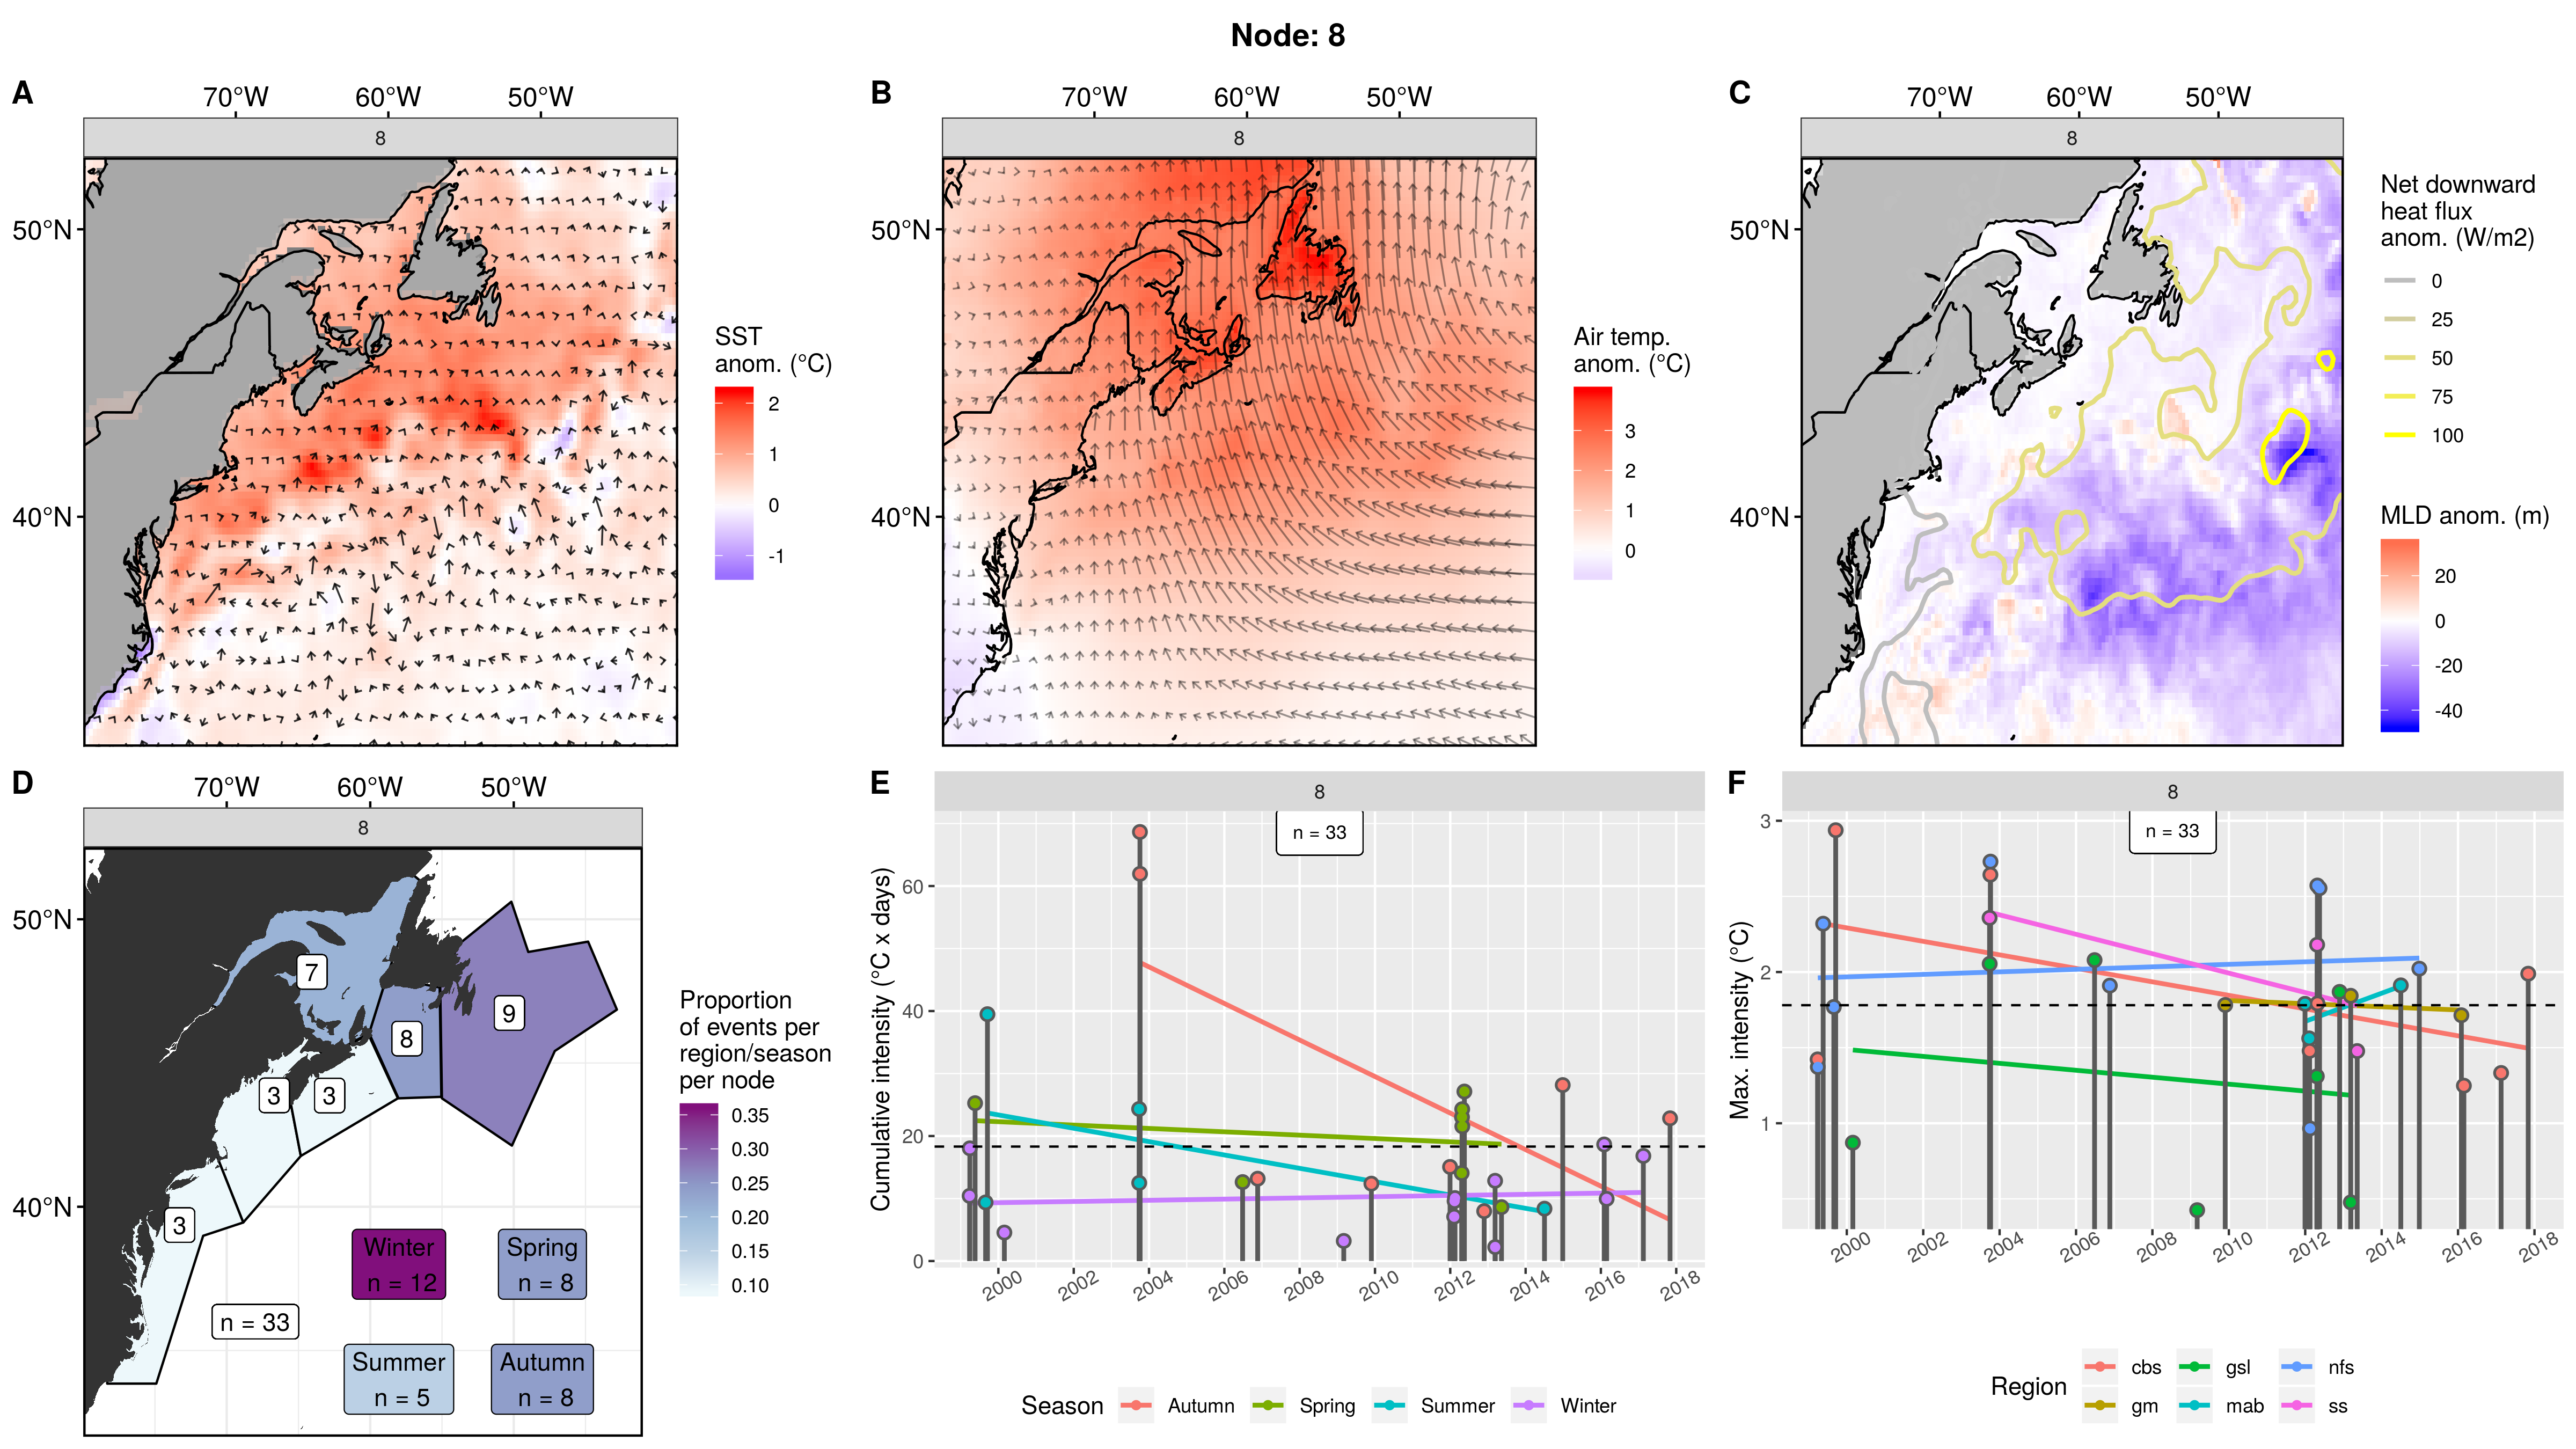 Node: 8
A
70°W 60°W 50°W
8
50°N
40°N
SST
anom. (°C)
2
1
0
-1
B
70°W 60°W 50°W
8
50°N
40°N
Air temp.
anom. (°C)
3
2
1
0
C
70°W 60°W 50°W
8
50°N
40°N
Net downward
heat flux
anom. (W/m2)
0
25
50
75
100
MLD anom. (m)
20
0
-20
-40
D
70°W 60°W 50°W
8
50°N
40°N
7
9
8
3 3
3
Winter
n = 12
Spring
n = 8
n = 33
Summer
n = 5
Autumn
n = 8
Proportion
of events per
region/season
per node
0.35
0.30
0.25
0.20
0.15
0.10
E
8
n = 33
Cumulative intensity (°C x days)
60
40
20
0
2000 2002 2004 2006 2008 2010 2012 2014 2016 2018
Season Autumn Spring Summer Winter
F
8
n = 33
Max. intensity (°C)
3
2
1
2000 2002 2004 2006 2008 2010 2012 2014 2016 2018
Region
cbs gsl nfs
gm mab ss